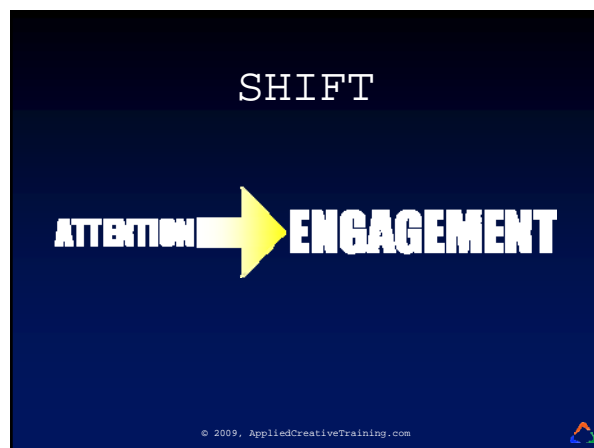 SHIFT
ATTENTION ENGAGEMENT
© 2009, AppliedCreativeTraining.com